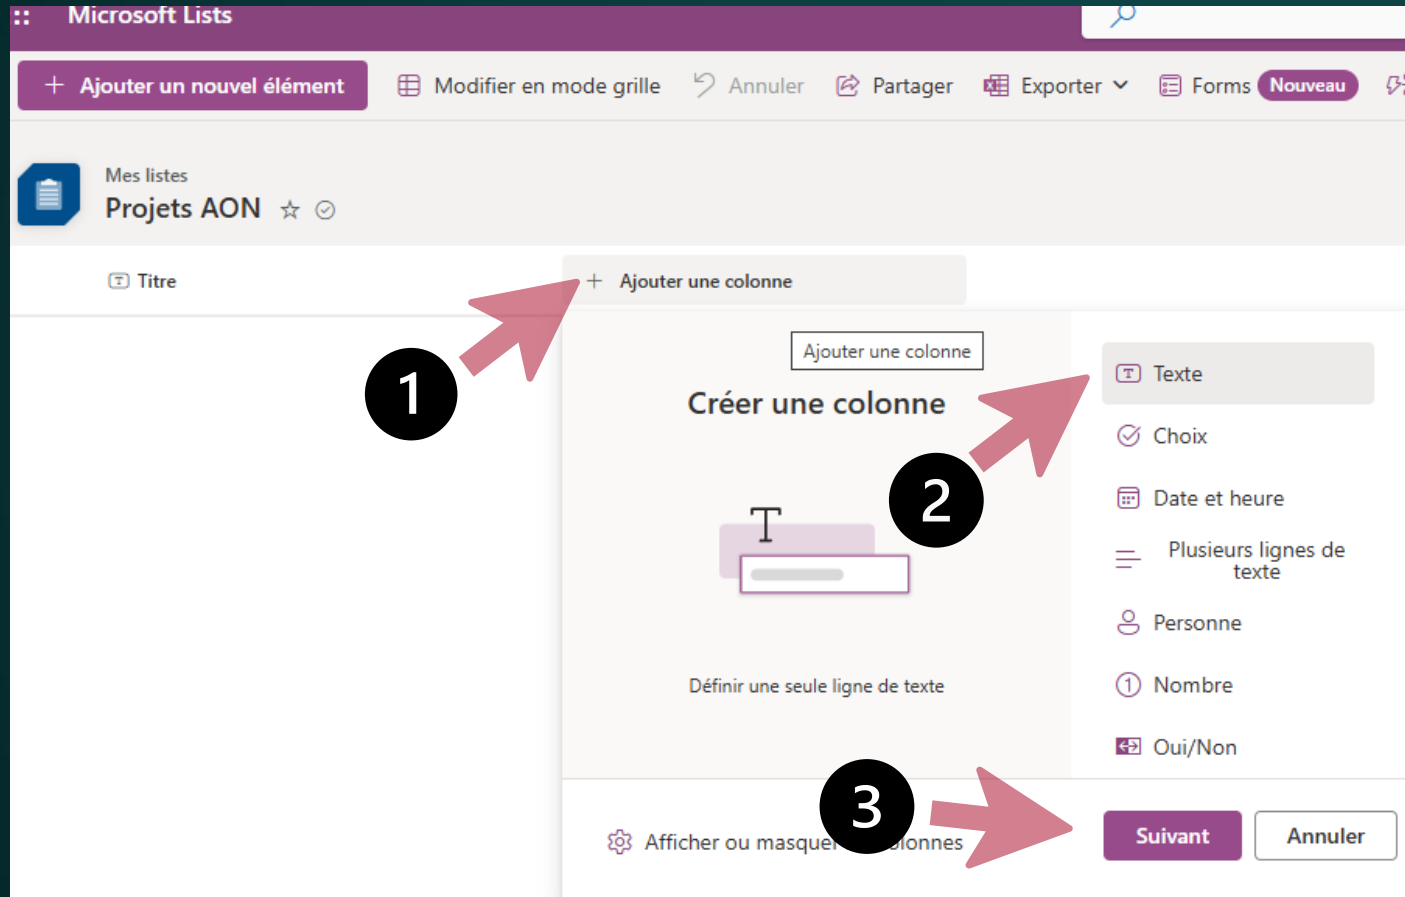 Microsoft Lists
Ajouter un nouvel élément
Modifier en mode grille
Annuler
Partager
Exporter
Forms
Nouveau
Mes listes
Projets AON
Titre
Ajouter une colonne
Ajouter une colonne
Créer une colonne
1
2
Définir une seule ligne de texte
Texte
Choix
Date et heure
Plusieurs lignes de
texte
Personne
Nombre
Oui/Non
3
Afficher ou masquer colonnes
Suivant
Annuler